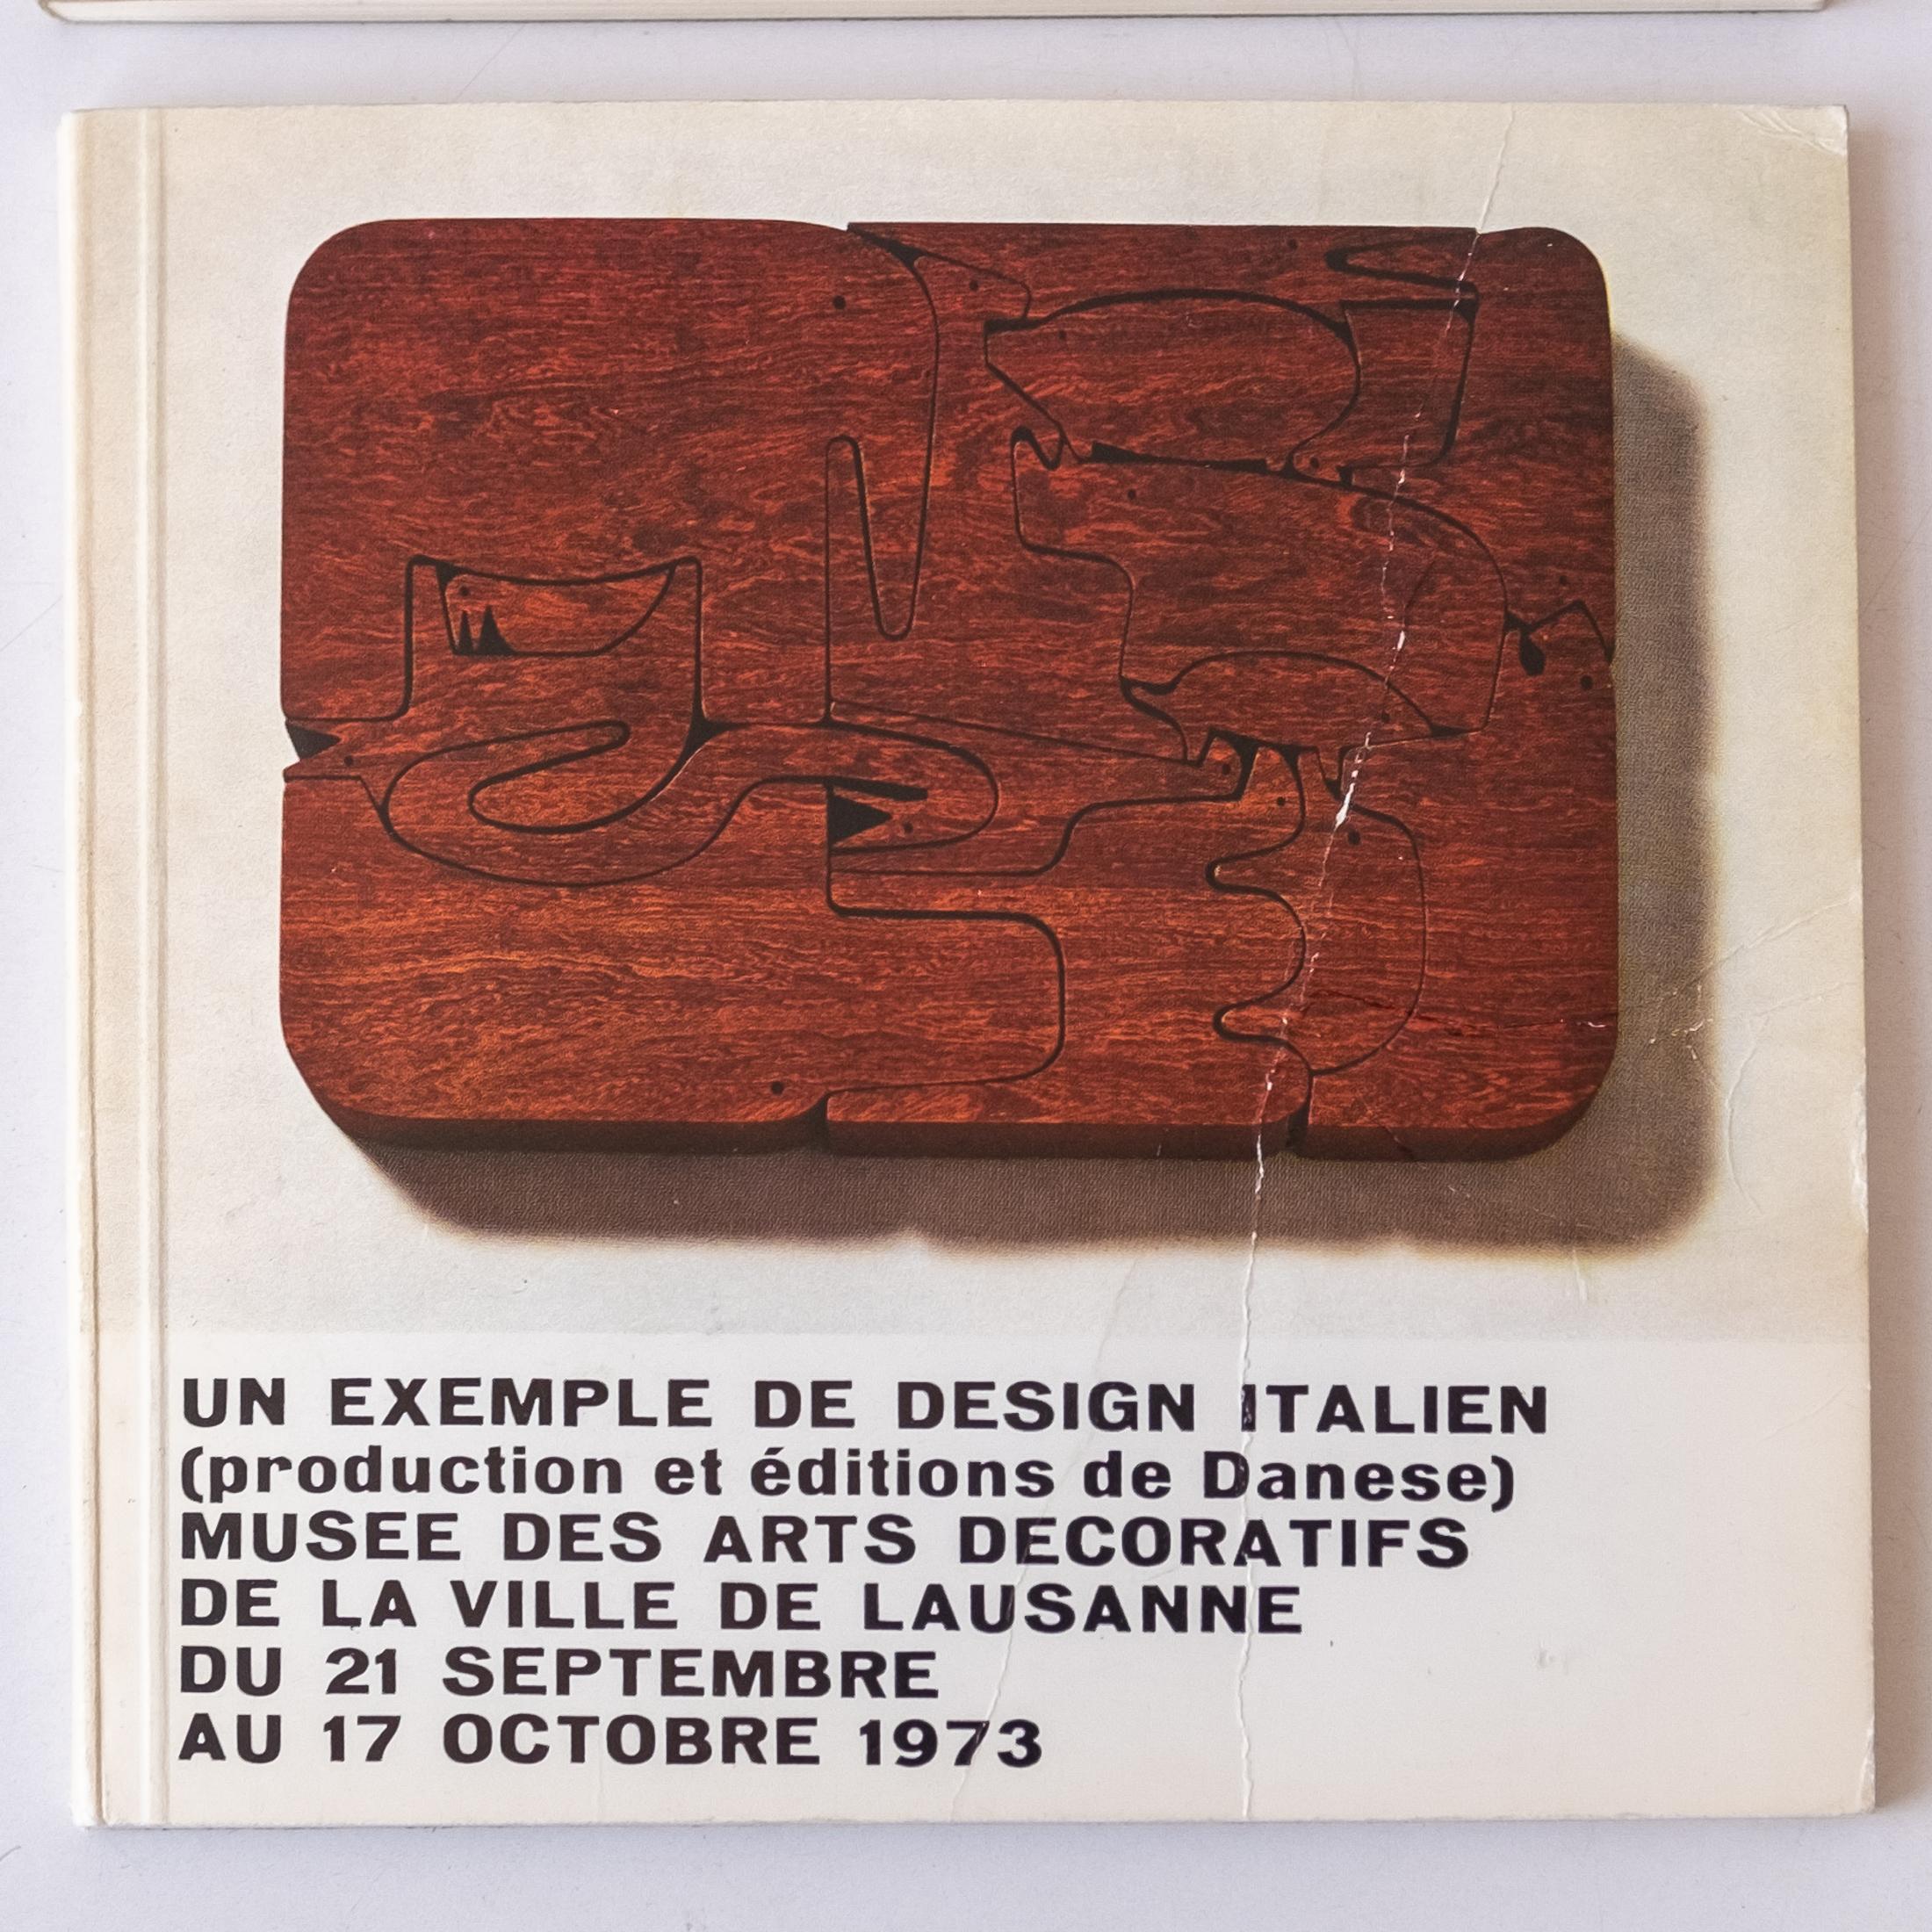 UN EXEMPLE DE DESIGN ITALIEN
(production et éditions de Danese)
MUSEE DES ARTS DECORATIFS
DE LA VILLE DE LAUSANNE
DU 21 SEPTEMBRE
AU 17 OCTOBRE 1973